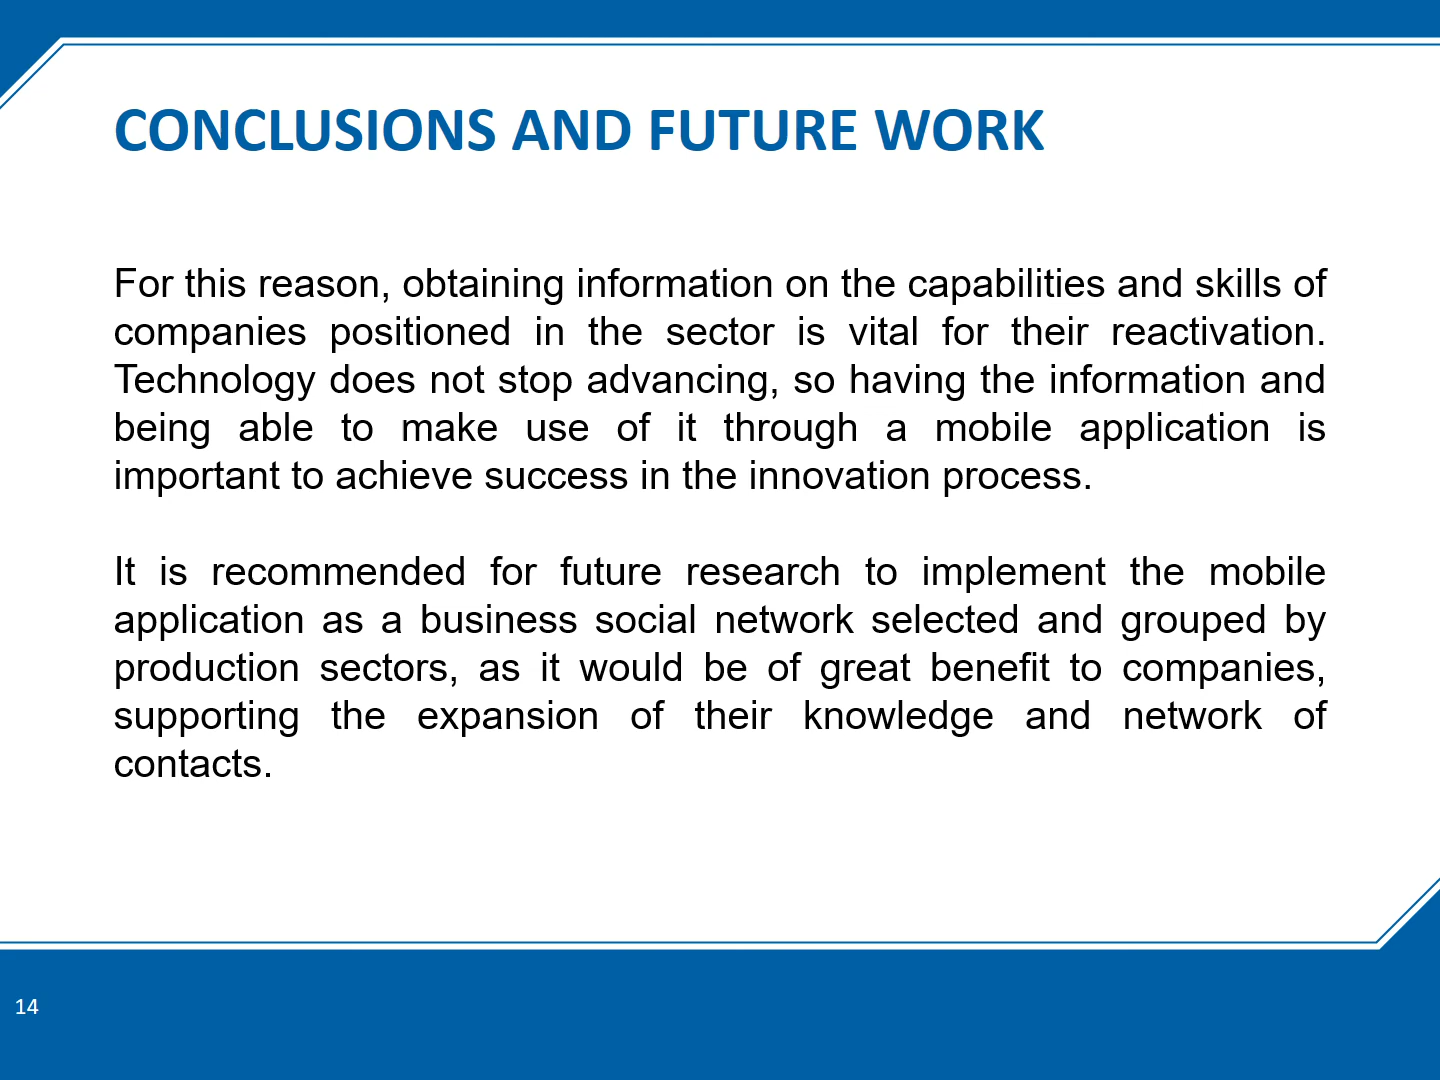 CONCLUSIONS AND FUTURE WORK
For this reason, obtaining information on the capabilities and skills of
companies positioned in the sector is vital for their reactivation.
Technology does not stop advancing, so having the information and
being able to make use of it through a mobile application is
important to achieve success in the innovation process.
It is recommended for future research to implement the mobile
application as a business social network selected and grouped by
production sectors, as it would be of great benefit to companies,
supporting the expansion of their knowledge and network of
contacts.
14